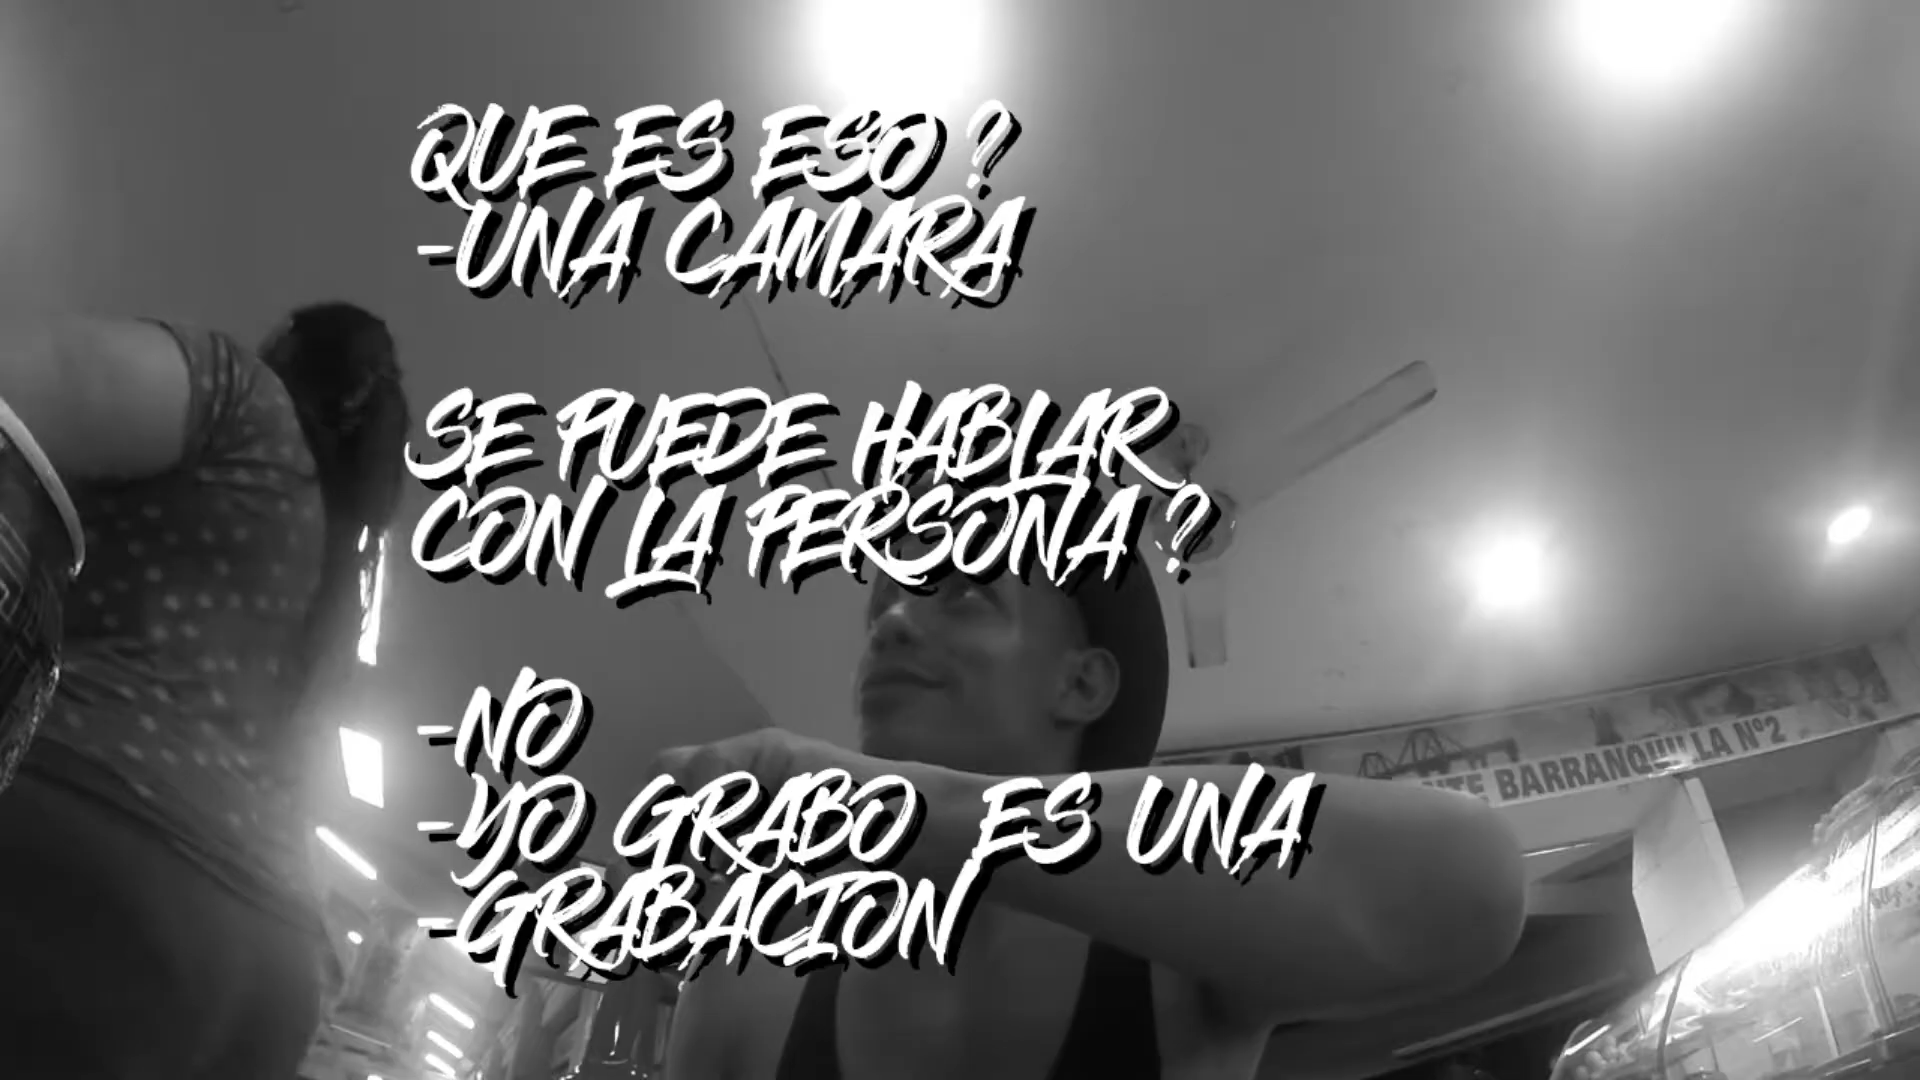 QUE ES ESO ?
-UNA CAMARA
SE PUEDE HABLAR
CON LA PERSONA ?
-NO
-YO GRABO ES UNA
-GRABACION
BARRANQUILLA Nº2